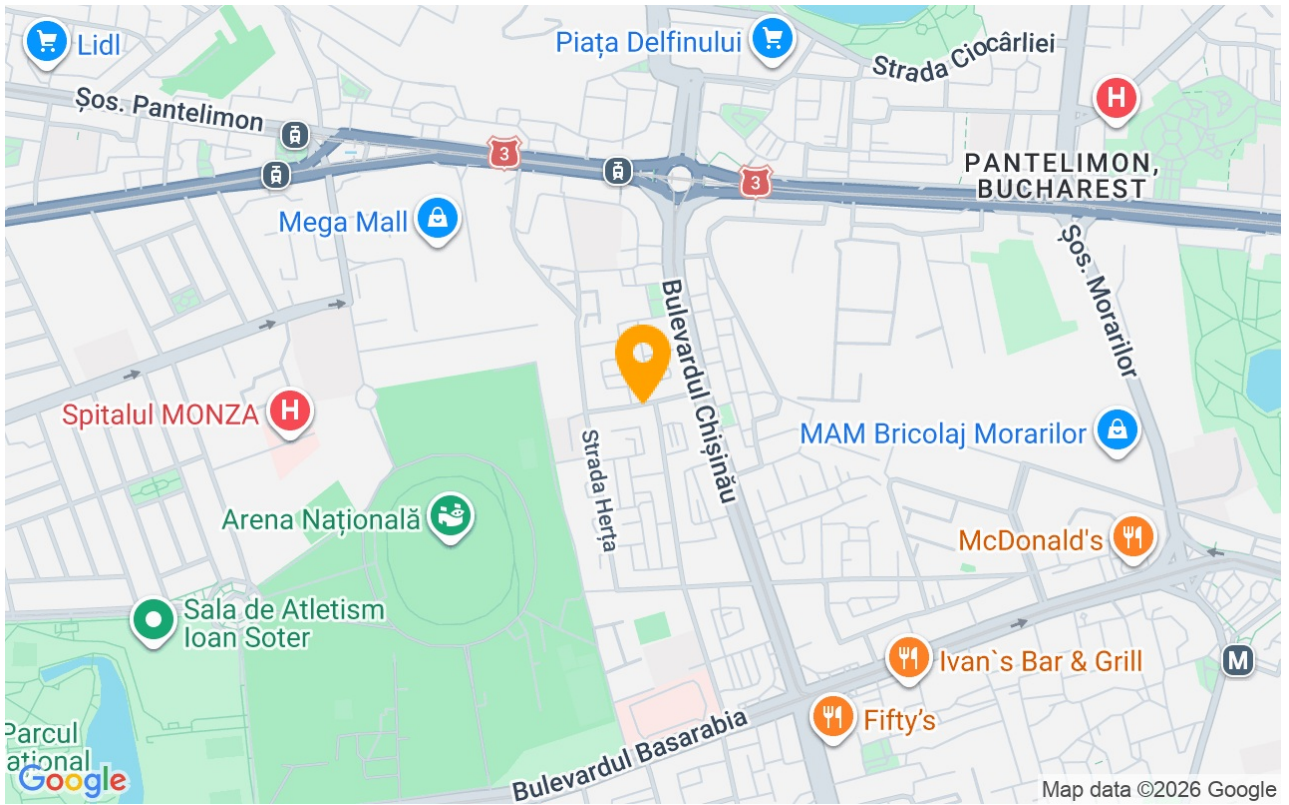 Lidl
Piața Delfinului
Strada Ciocârliei
H
Șos. Pantelimon
3
3
PANTELIMON,
BUCHAREST
Mega Mall
Șos. Morarilor
Bulevardul Chișinău
Spitalul MONZA
H
MAM Bricolaj Morarilor
Strada Herța
Arena Națională
McDonald's
Sala de Atletism
Ioan Soter
Ivan`s Bar & Grill
M
Fifty’s
Parcul
ațional
Bulevardul Basarabia
Google
Map data ©2026 Google